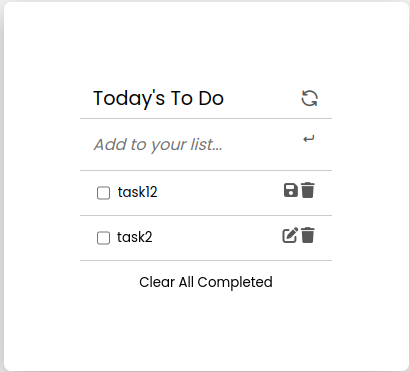 Today's To Do
Add to your list...
task12
task2
Clear All Completed